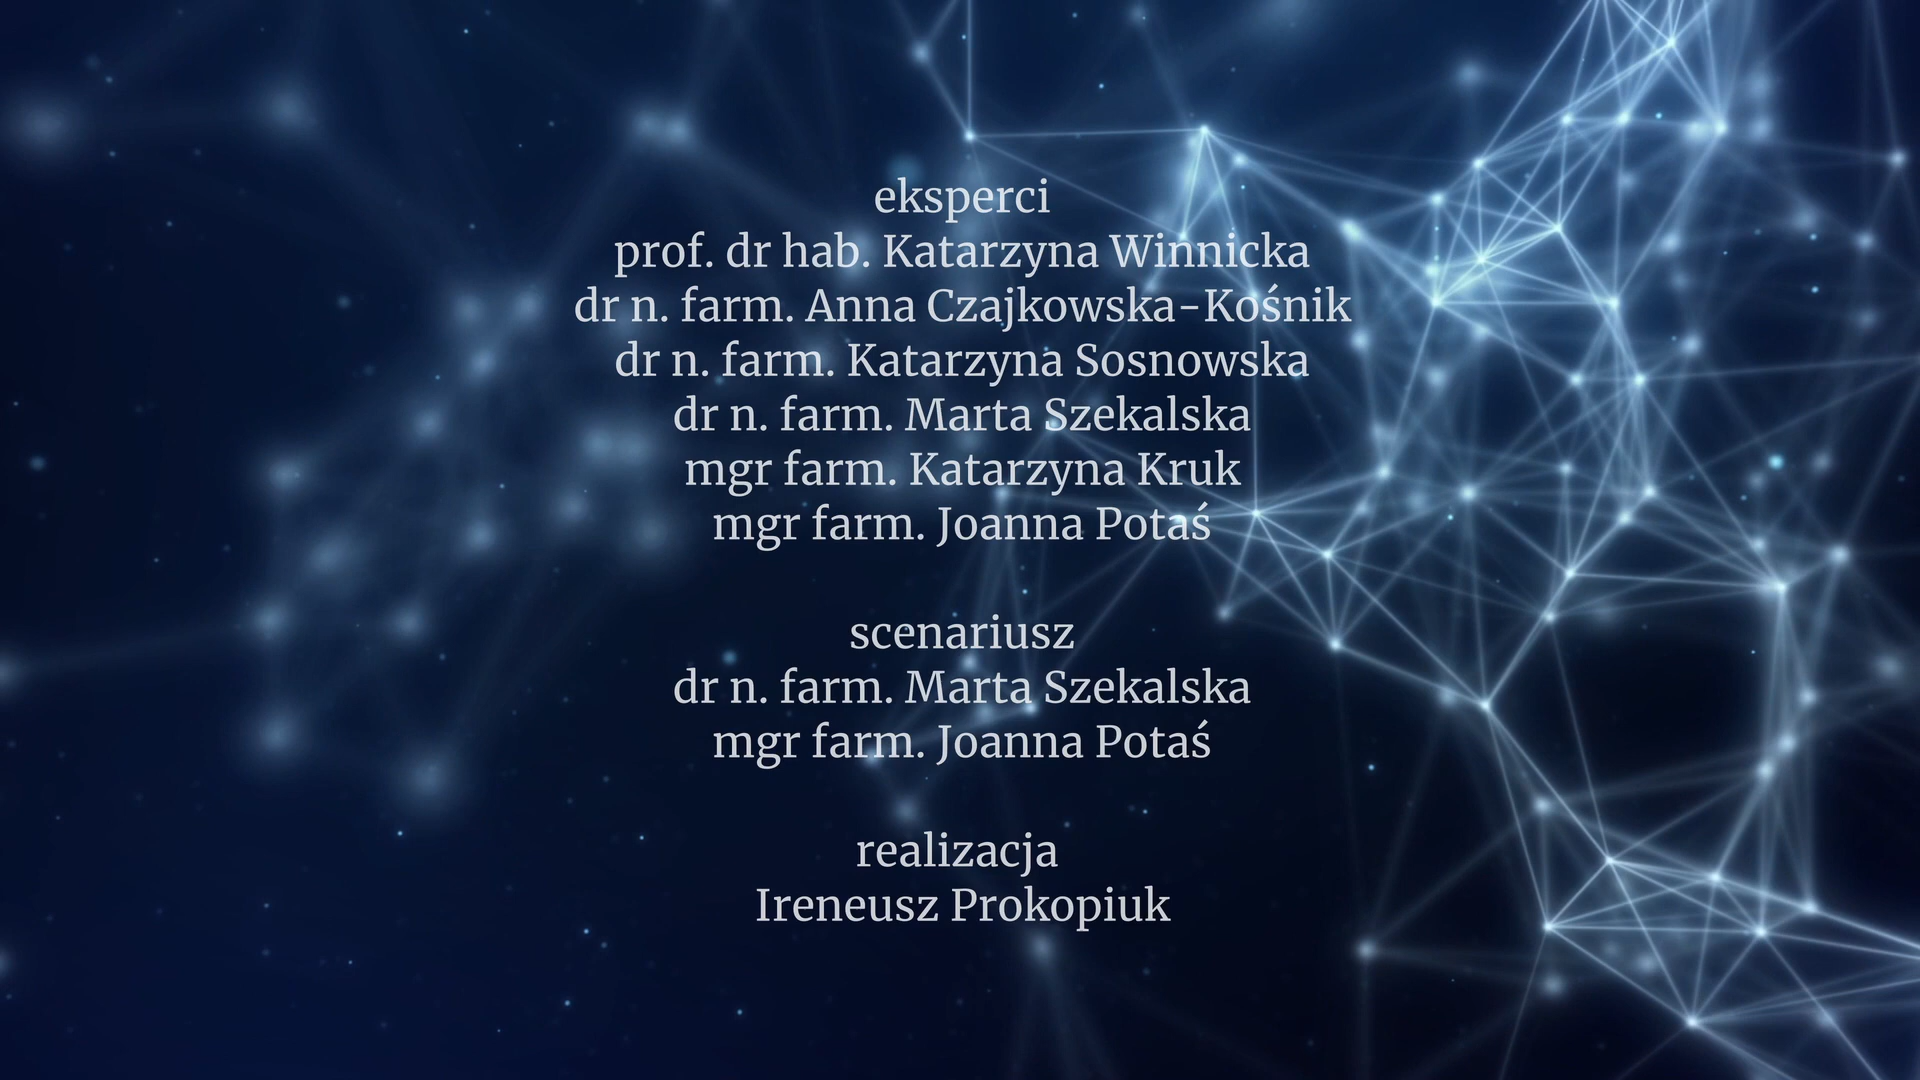 eksperci
prof. dr hab. Katarzyna Winnicka
dr n. farm. Anna Czajkowska-Kośnik
dr n. farm. Katarzyna Sosnowska
dr n. farm. Marta Szekalska
mgr farm. Katarzyna Kruk
mgr farm. Joanna Potaś
scenariusz
dr n. farm. Marta Szekalska
mgr farm. Joanna Potaś
realizacja
Ireneusz Prokopiuk